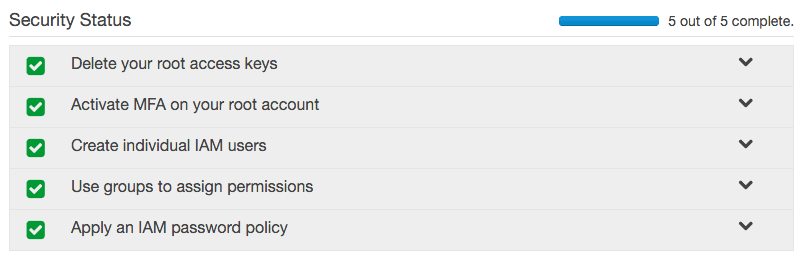 Security Status
5 out of 5 complete.
Delete your root access keys
Activate MFA on your root account
Create individual IAM users
Use groups to assign permissions
Apply an IAM password policy